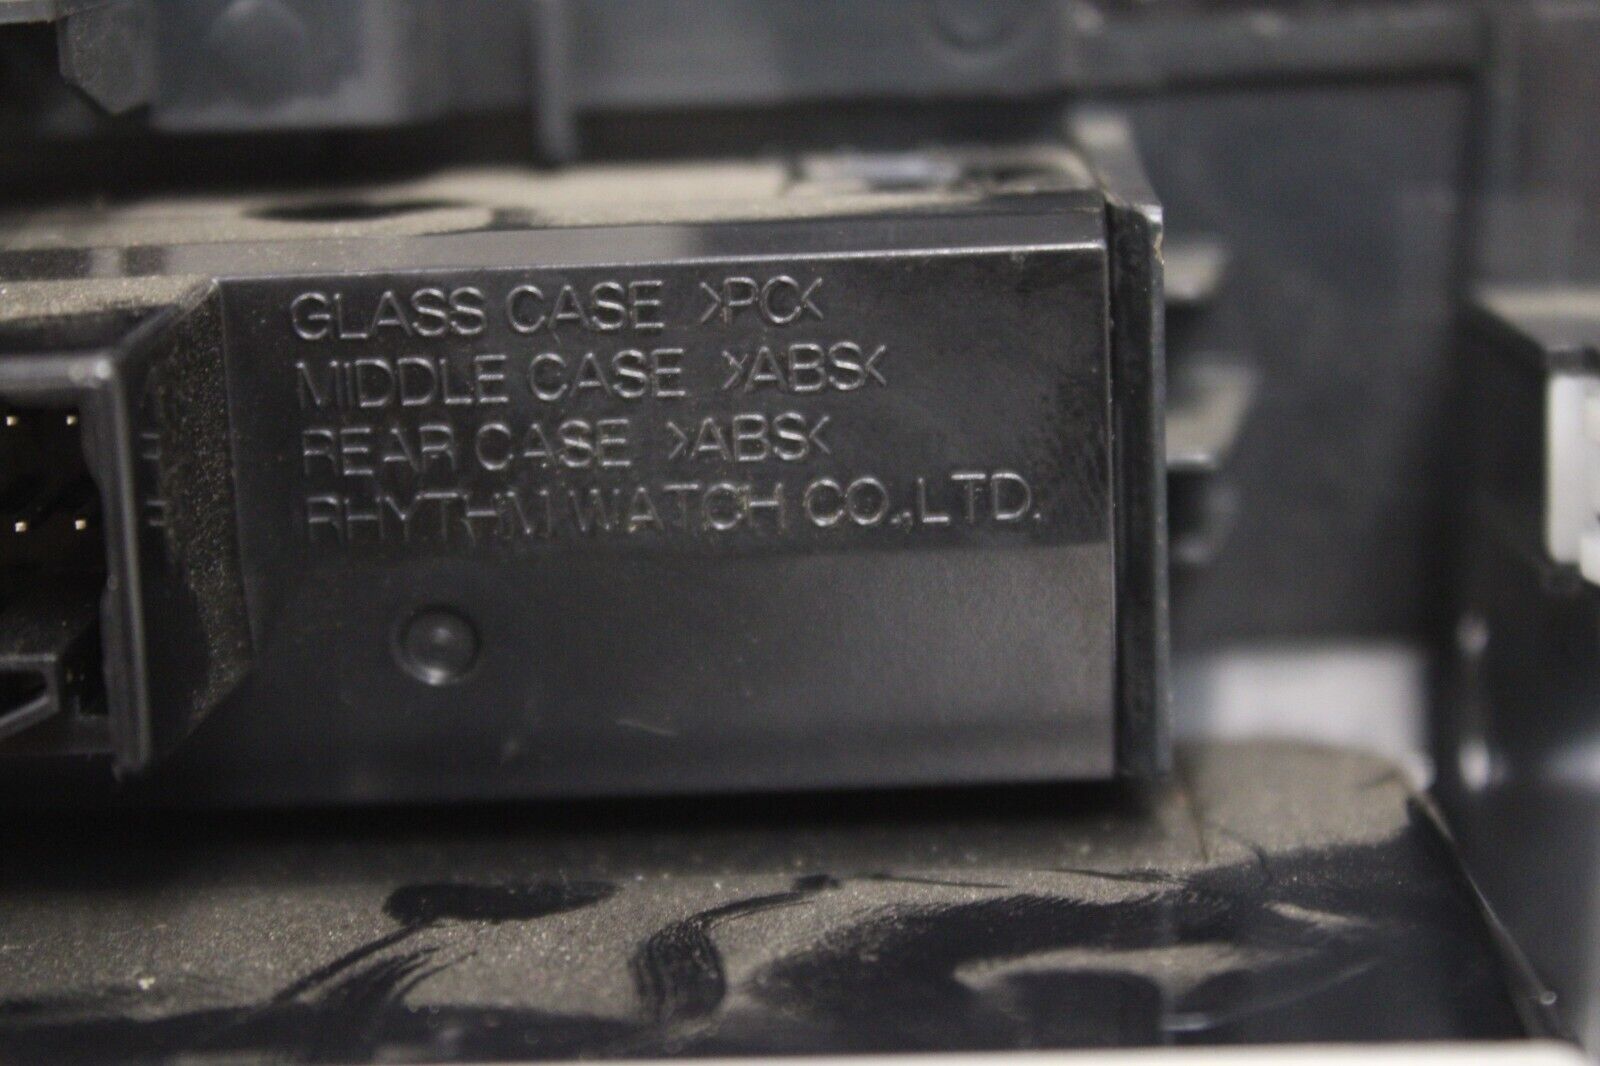 GLASS CASE >PC<
MIDDLE CASE >ABS<
REAR CASE >ABS<
RHYTHM WATCH CO.,LTD.